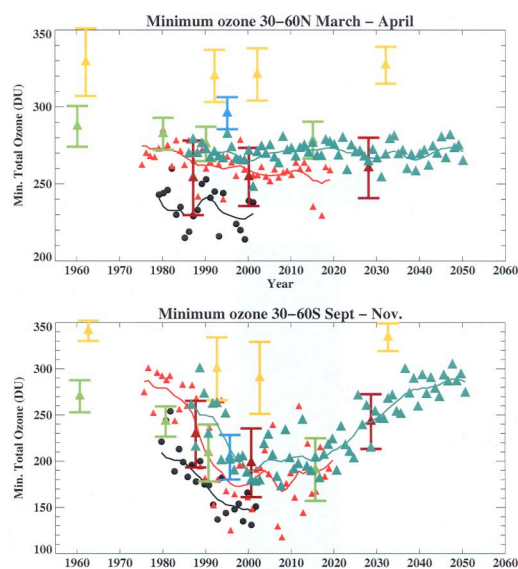 Minimum ozone 30-60N March - April
350
300
250
200
Min. Total Ozone (DU)
1960 1970 1980 1990 2000 2010 2020 2030 2040 2050 2060
Year
Minimum ozone 30-60S Sept - Nov.
350
300
250
200
150
100
Min. Total Ozone (DU)
1960 1970 1980 1990 2000 2010 2020 2030 2040 2050 2060